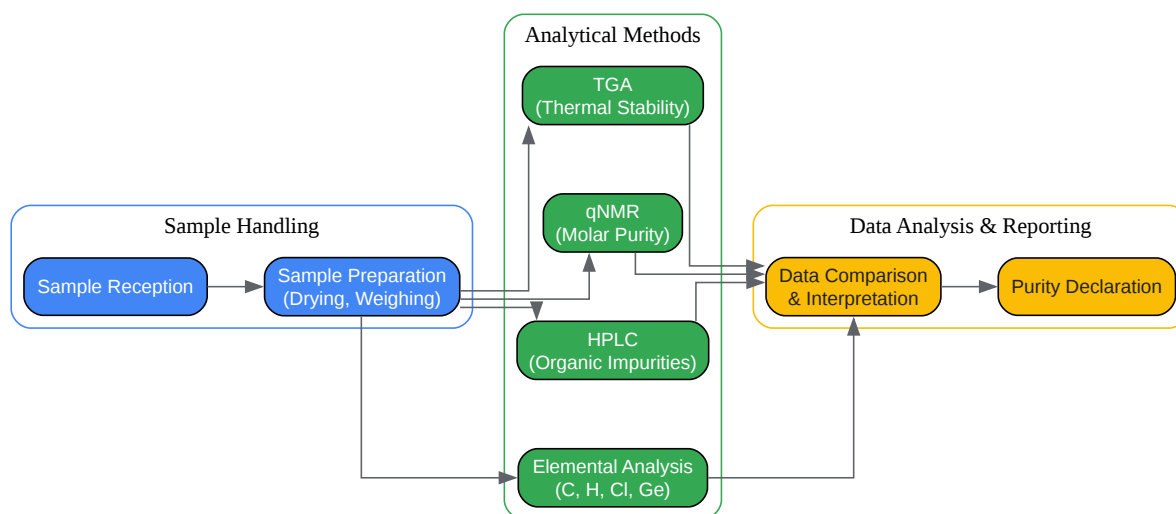 Analytical Methods
TGA
(Thermal Stability)
qNMR
(Molar Purity)
HPLC
(Organic Impurities)
Elemental Analysis
(C, H, Cl, Ge)
Sample Handling
Sample Reception
Sample Preparation
(Drying, Weighing)
Data Analysis & Reporting
Data Comparison
& Interpretation
Purity Declaration